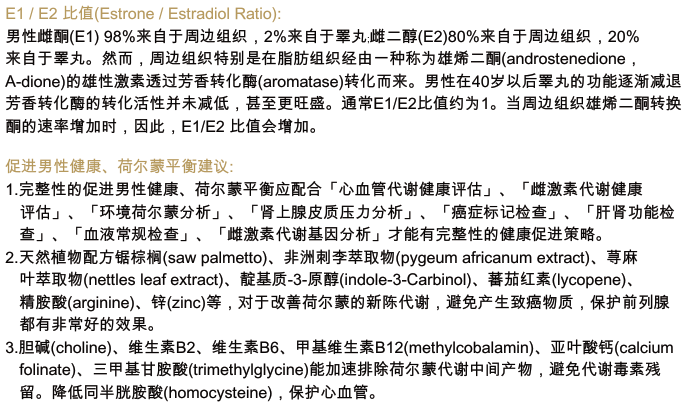 E1 / E2 比值(Estrone / Estradiol Ratio):
男性雌酮(E1) 98%来自于周边组织，2%来自于睾丸;雌二醇(E2)80%来自于周边组织，20%
来自于睾丸。然而，周边组织特别是在脂肪组织经由一种称为雄烯二酮(androstenedione，
A-dione)的雄性激素透过芳香转化酶(aromatase)转化而来。男性在40岁以后睾丸的功能逐渐减退
芳香转化酶的转化活性并未减低，甚至更旺盛。通常E1/E2比值约为1。当周边组织雄烯二酮转换
酮的速率增加时，因此，E1/E2 比值会增加。
促进男性健康、荷尔蒙平衡建议:
1.完整性的促进男性健康、荷尔蒙平衡应配合「心血管代谢健康评估」、「雌激素代谢健康
评估」、「环境荷尔蒙分析」、「肾上腺皮质压力分析」、「癌症标记检查」、「肝肾功能检
查」、「血液常规检查」、「雌激素代谢基因分析」才能有完整性的健康促进策略。
2.天然植物配方锯棕榈(saw palmetto)、非洲刺李萃取物(pygeum africanum extract)、荨麻
叶萃取物(nettles leaf extract)、靛基质-3-原醇(indole-3-Carbinol)、蕃茄红素(lycopene)、
精胺酸(arginine)、锌(zinc)等，对于改善荷尔蒙的新陈代谢，避免产生致癌物质，保护前列腺
都有非常好的效果。
3.胆碱(choline)、维生素B2、维生素B6、甲基维生素B12(methylcobalamin)、亚叶酸钙(calcium
folinate)、三甲基甘胺酸(trimethylglycine)能加速排除荷尔蒙代谢中间产物，避免代谢毒素残
留。降低同半胱胺酸(homocysteine)，保护心血管。